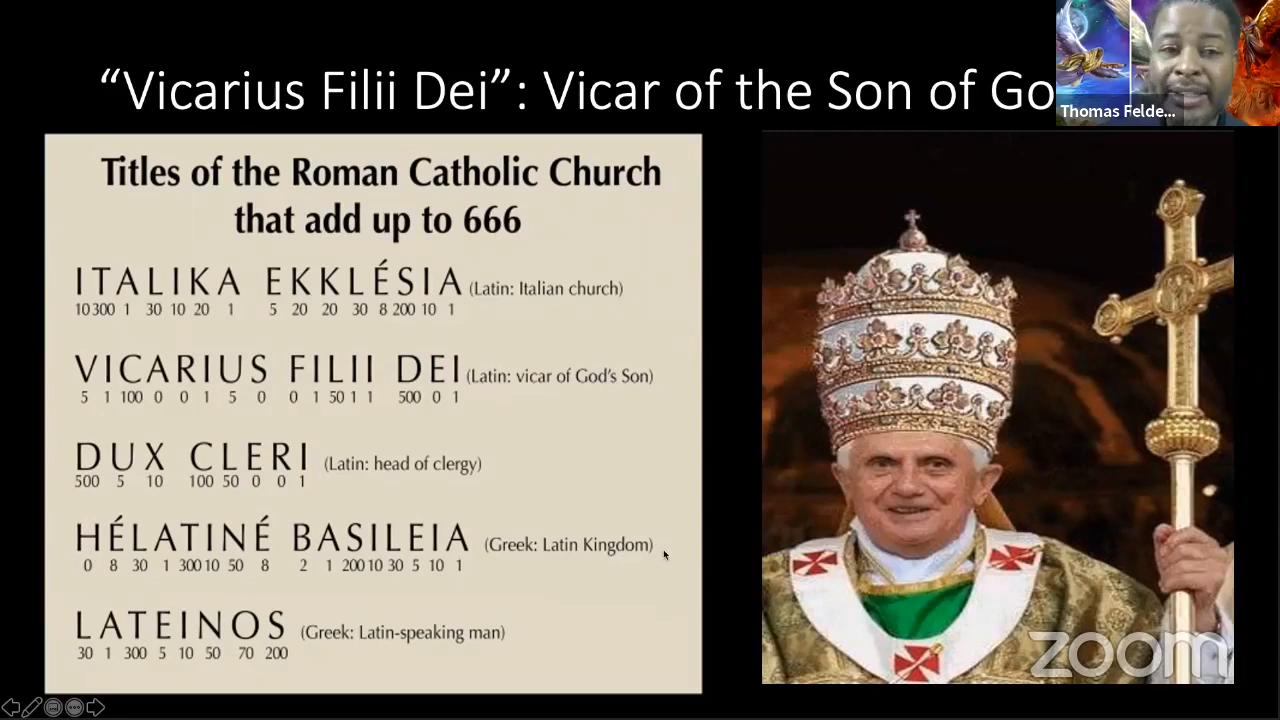 “Vicarius Filii Dei”: Vicar of the Son of Go
Thomas Felde...
Titles of the Roman Catholic Church
that add up to 666
ITALIKA EKKLÉSIA (Latin: Italian church)
10 300 1 30 10 20 1 5 20 20 30 8 200 10 1
VICARIUS FILII DEI (Latin: vicar of God’s Son)
5 1 100 0 0 1 5 0 0 1 50 1 1 500 0 1
DUX CLERI (Latin: head of clergy)
500 5 10 100 50 0 0 1
HÉLATINÉ BASILEIA (Greek: Latin Kingdom)
0 8 30 1 300 10 50 8 2 1 200 10 30 5 10 1
LATEINOS (Greek: Latin-speaking man)
30 1 300 5 10 50 70 200
zoom